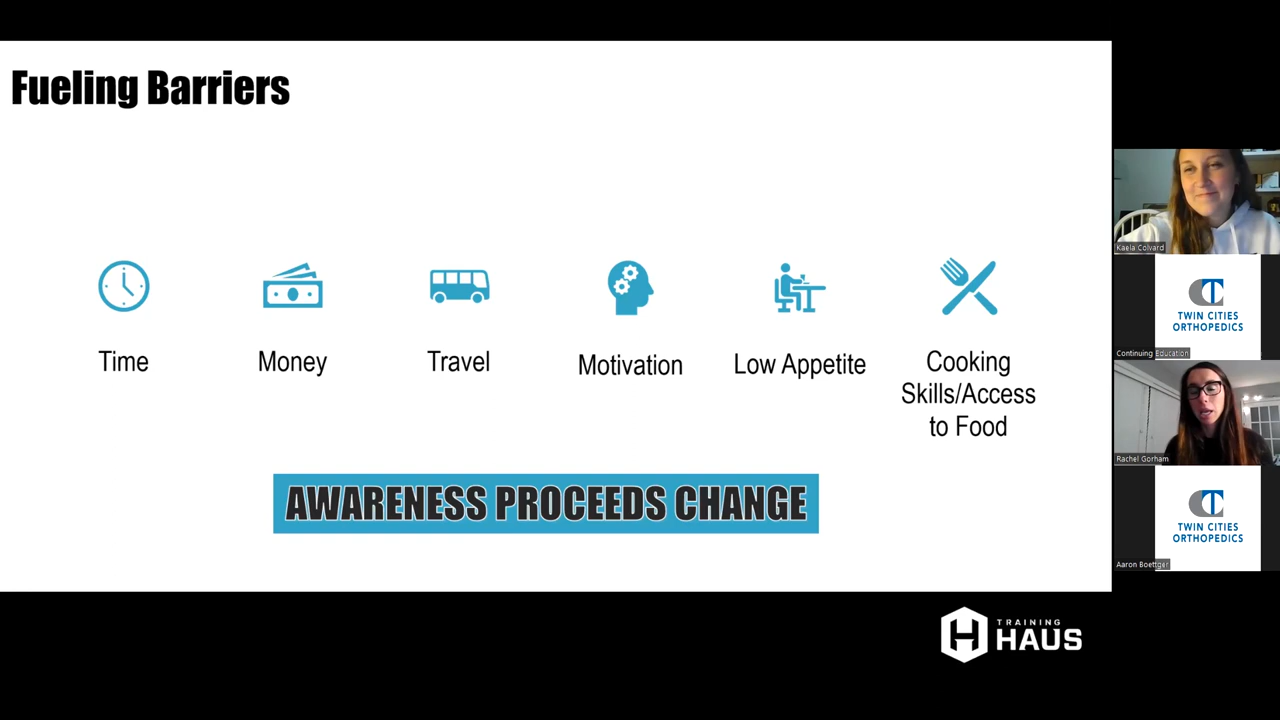 Fueling Barriers
Time
Money
Travel
Motivation
Low Appetite
Cooking
Skills/Access
to Food
AWARENESS PROCEEDS CHANGE
Kaela Colvard
TWIN CITIES
ORTHOPEDICS
Continuing Education
Rachel Gorham
TWIN CITIES
ORTHOPEDICS
Aaron Boettger
TRAINING
HAUS